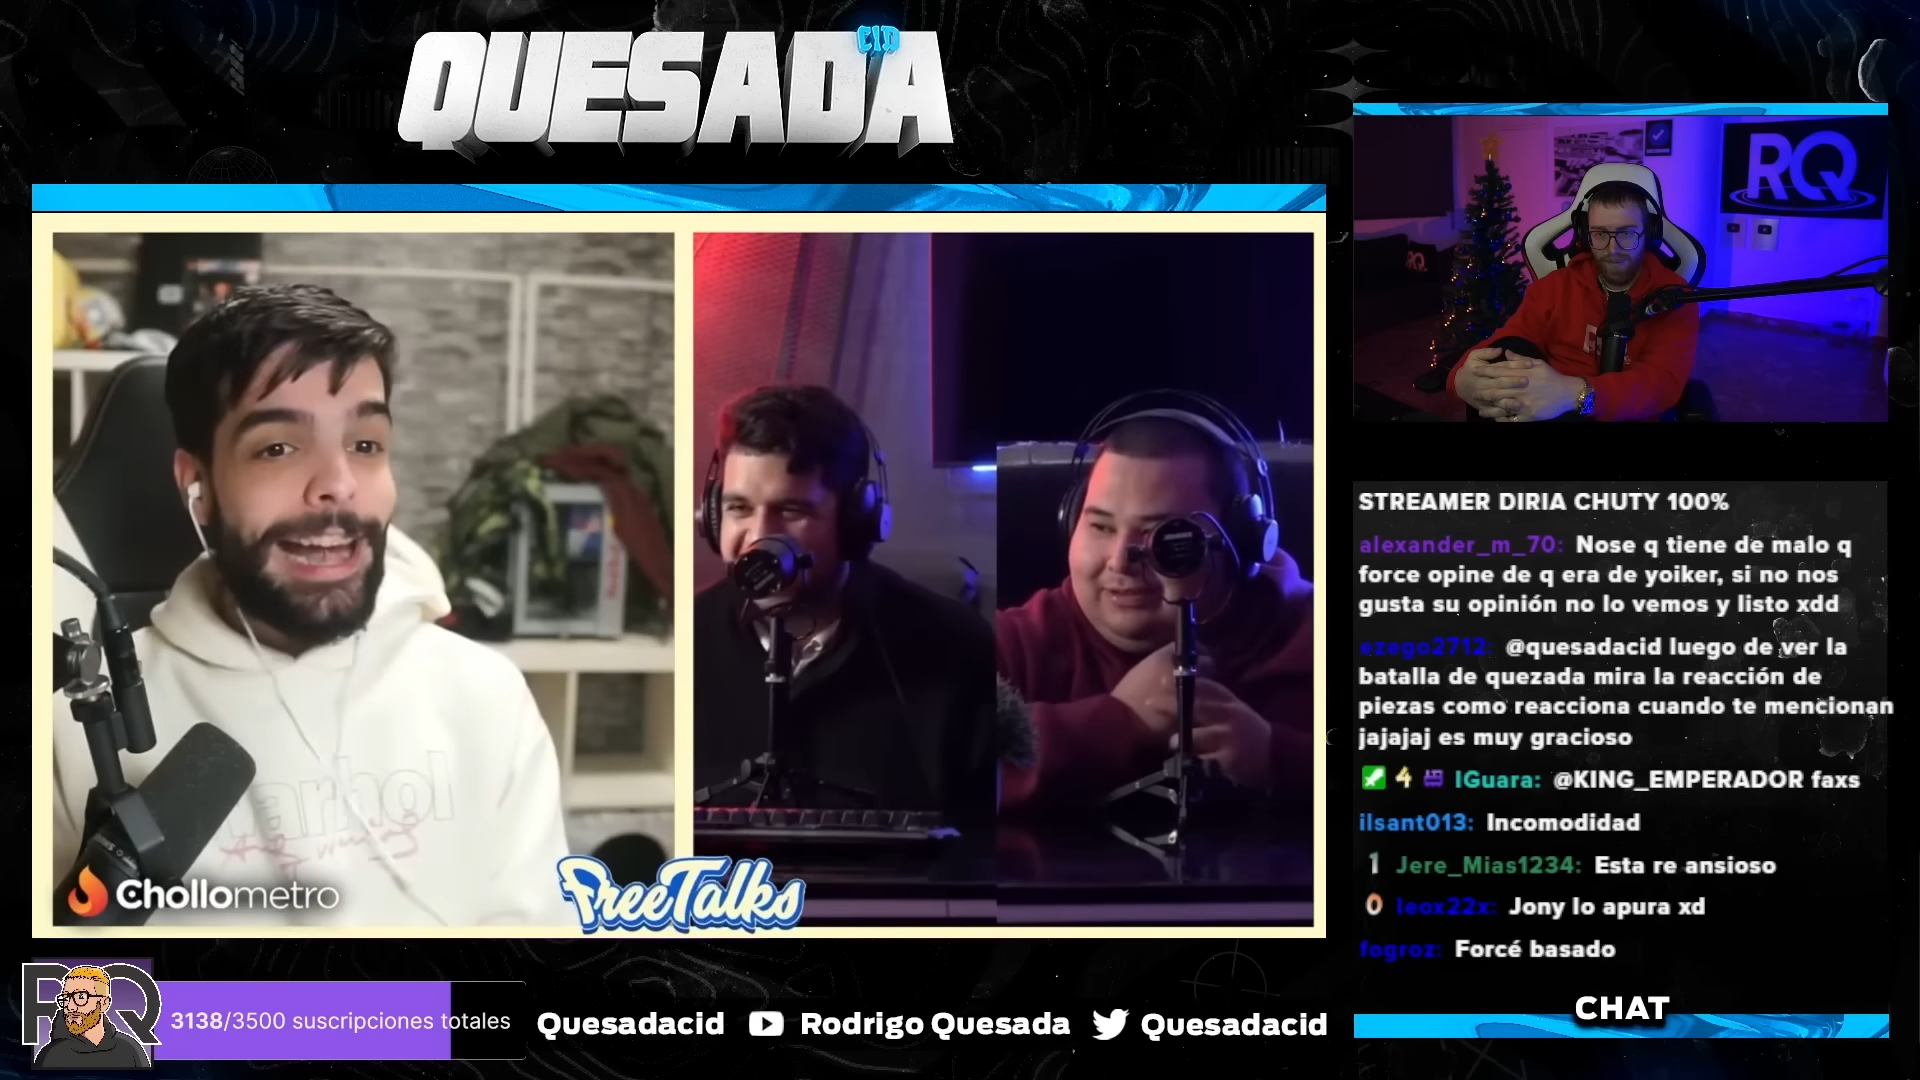 QUESADA
CID
RQ
RQ
Warhol
Chollometro
FreeTalks
STREAMER DIRIA CHUTY 100%
alexander_m_70: Nose q tiene de malo q
force opine de q era de yoiker, si no nos
gusta su opinión no lo vemos y listo xdd
ezego2712: @quesadacid luego de ver la
batalla de quezada mira la reacción de
piezas como reacciona cuando te mencionan
jajajaj es muy gracioso
4 IGuara: @KING_EMPERADOR faxs
ilsant013: Incomodidad
1 Jere_Mias1234: Esta re ansioso
0 leox22x: Jony lo apura xd
fogroz: Forcé basado
CHAT
RQ
3138/3500 suscripciones totales
Quesadacid
Rodrigo Quesada
Quesadacid